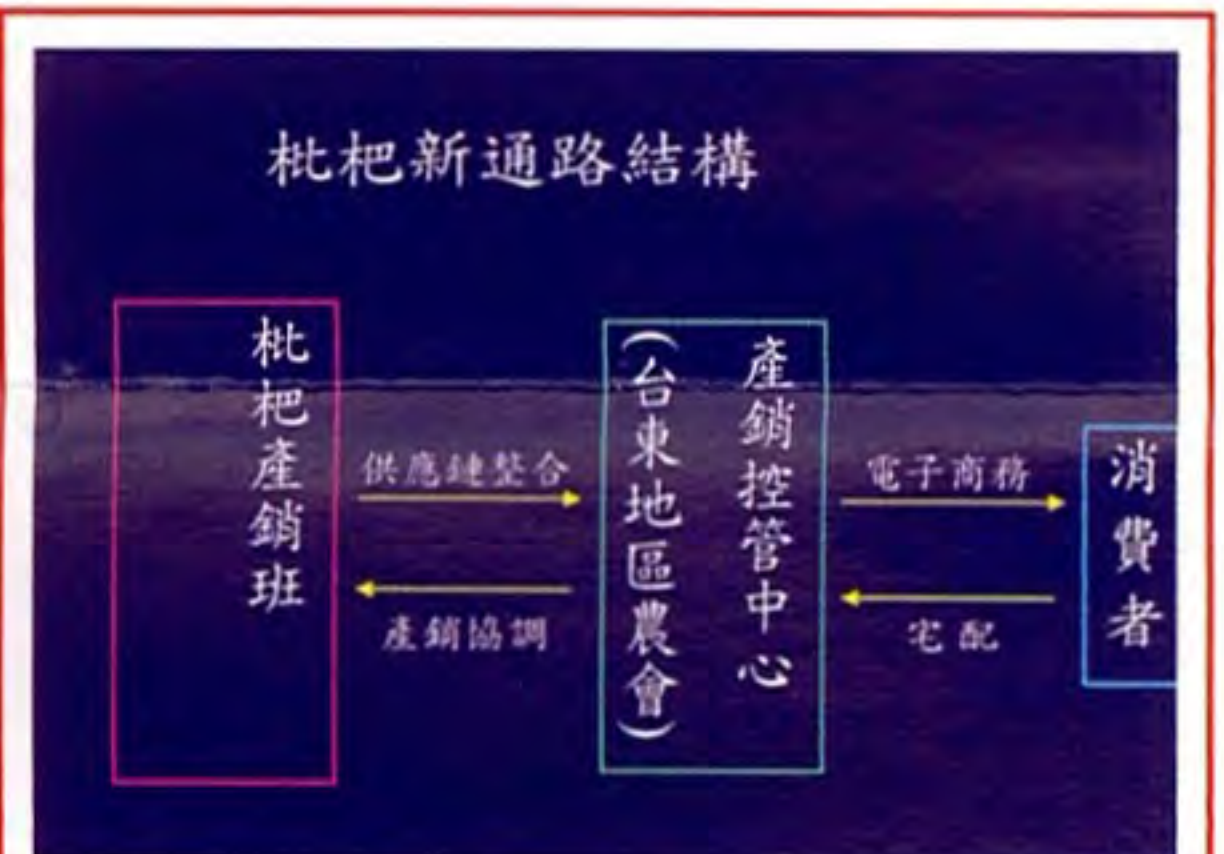 枇杷新通路結構
枇杷產銷班
供應鏈整合
產銷協調
產銷控管中心
(台東地區農會)
電子商務
宅配
消費者